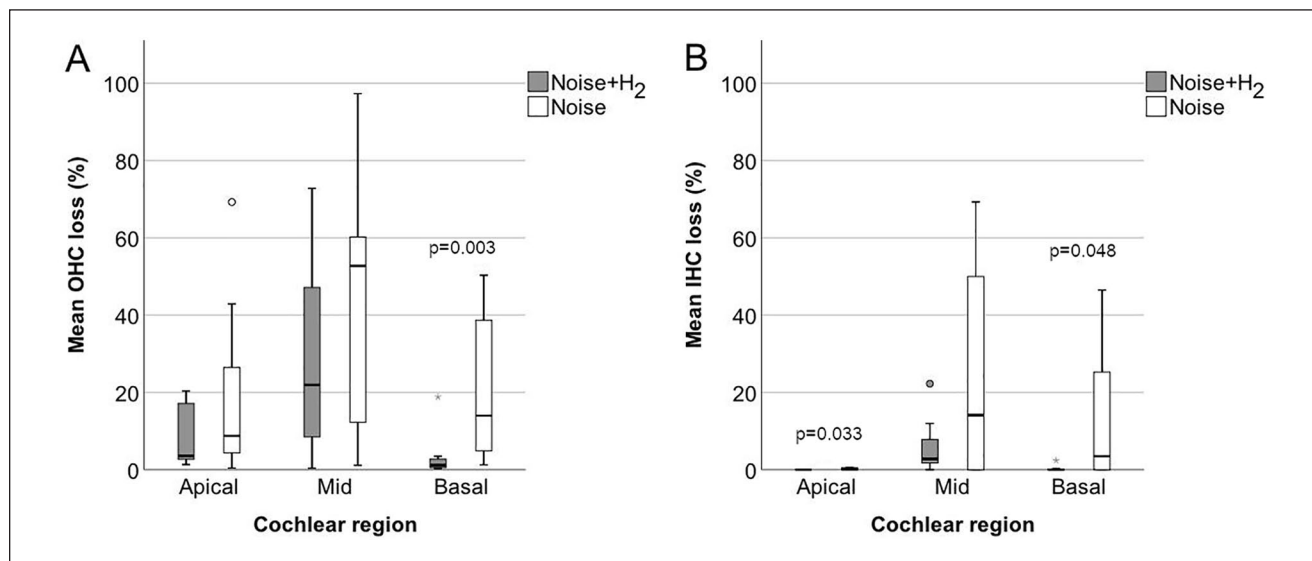 A
Noise+H2
Noise
Mean OHC loss (%)
100
80
60
40
20
0
p=0.003
Apical
Mid
Basal
Cochlear region
B
Noise+H2
Noise
Mean IHC loss (%)
100
80
60
40
20
0
p=0.033
p=0.048
Apical
Mid
Basal
Cochlear region